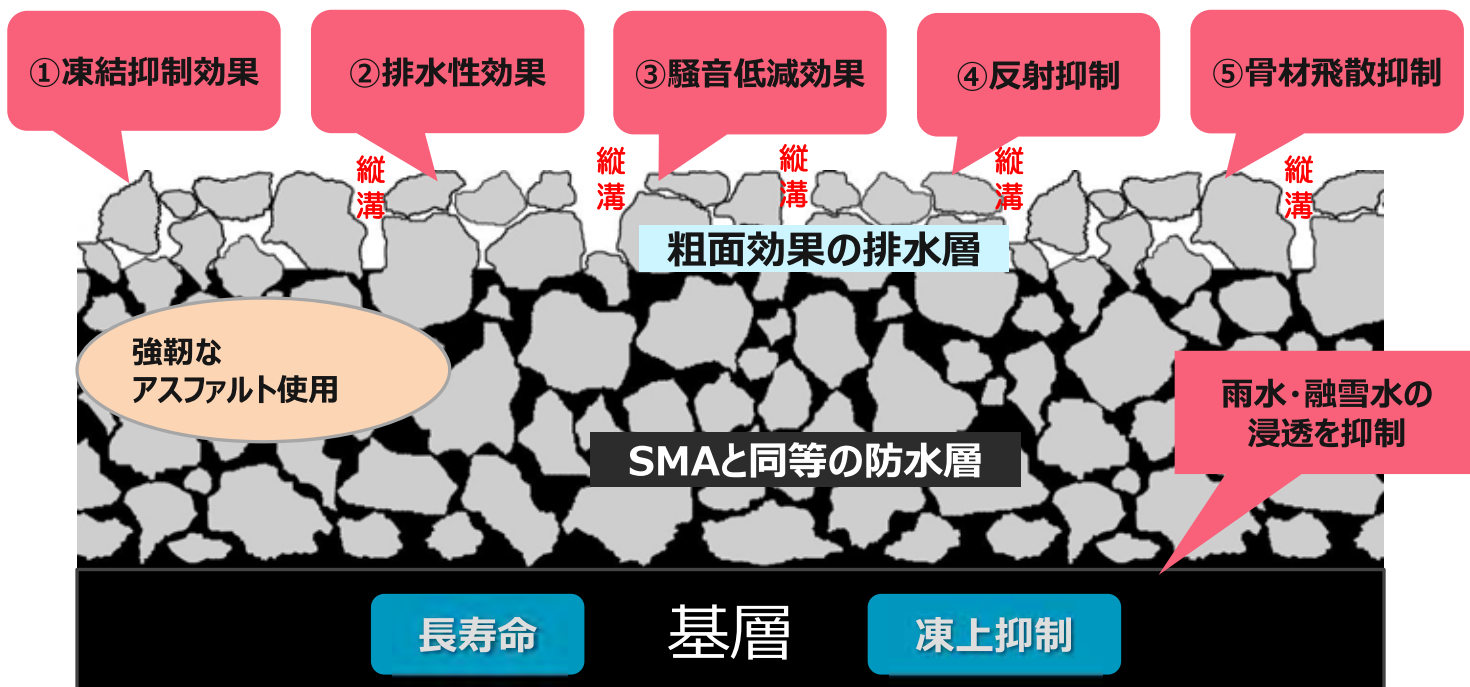 ①凍結抑制効果
②排水性効果
③騒音低減効果
④反射抑制
⑤骨材飛散抑制
縦溝
縦溝
縦溝
縦溝
縦溝
粗面効果の排水層
強靭な
アスファルト使用
雨水・融雪水の
浸透を抑制
SMAと同等の防水層
長寿命
基層
凍上抑制